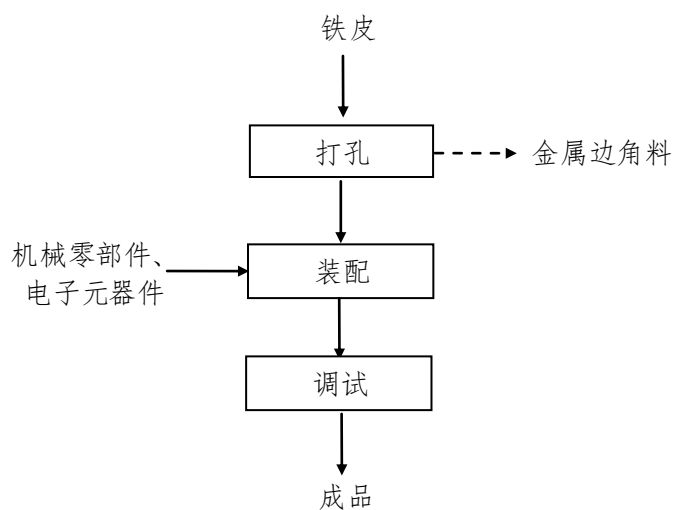 铁皮
打孔
金属边角料
机械零部件、
电子元器件
装配
调试
成品